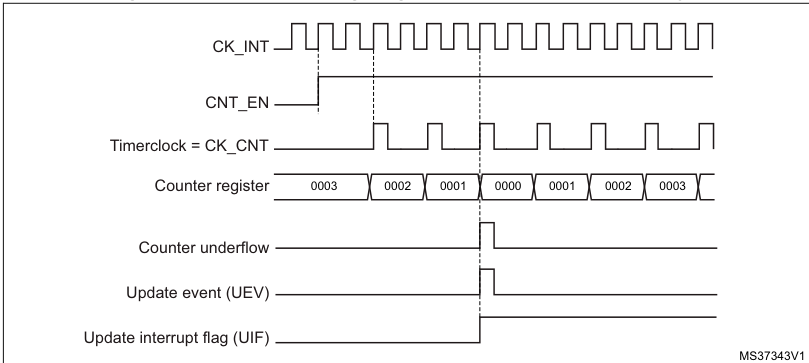 CK_INT
CNT_EN
Timerclock = CK_CNT
Counter register 0003 0002 0001 0000 0001 0002 0003
Counter underflow
Update event (UEV)
Update interrupt flag (UIF)
MS37343V1